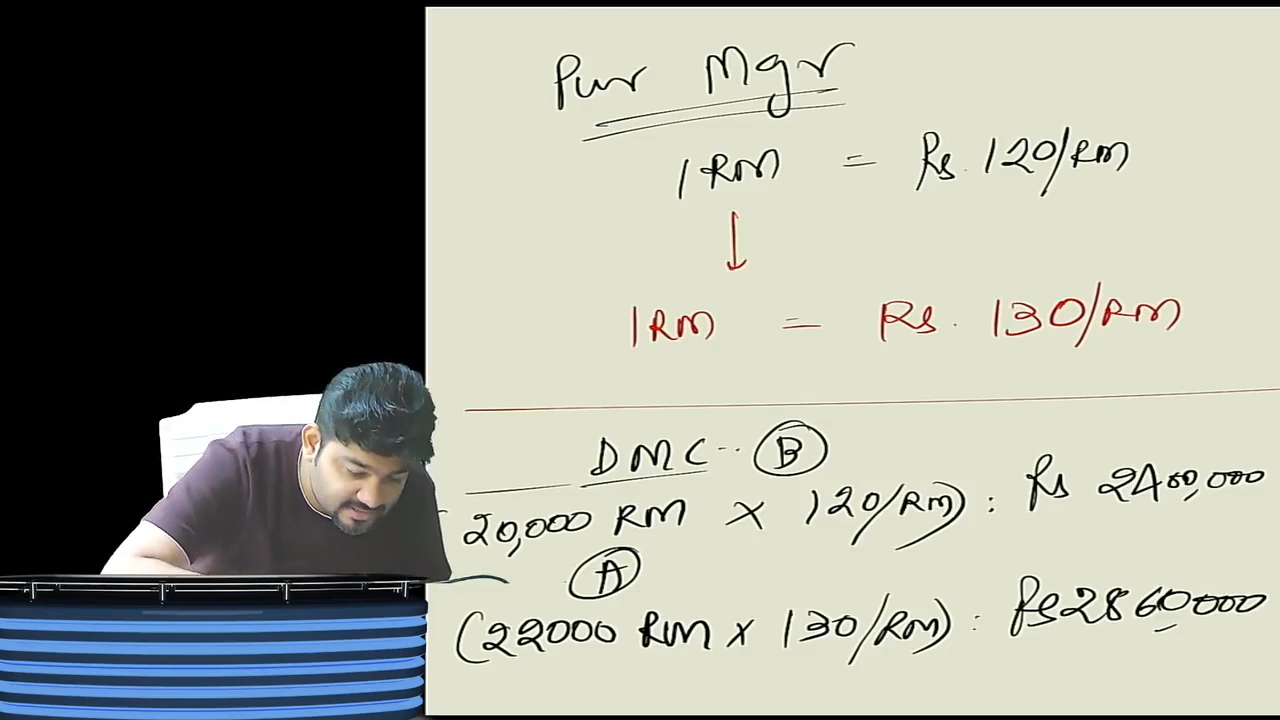 Pur Mgr
1 RM = Rs. 120/RM
1 RM = Rs. 130/RM
DMC -- B
20,000 RM x 120/RM) : Rs 2400,000
A
(22000 RM x 130/RM) : Rs 2860000